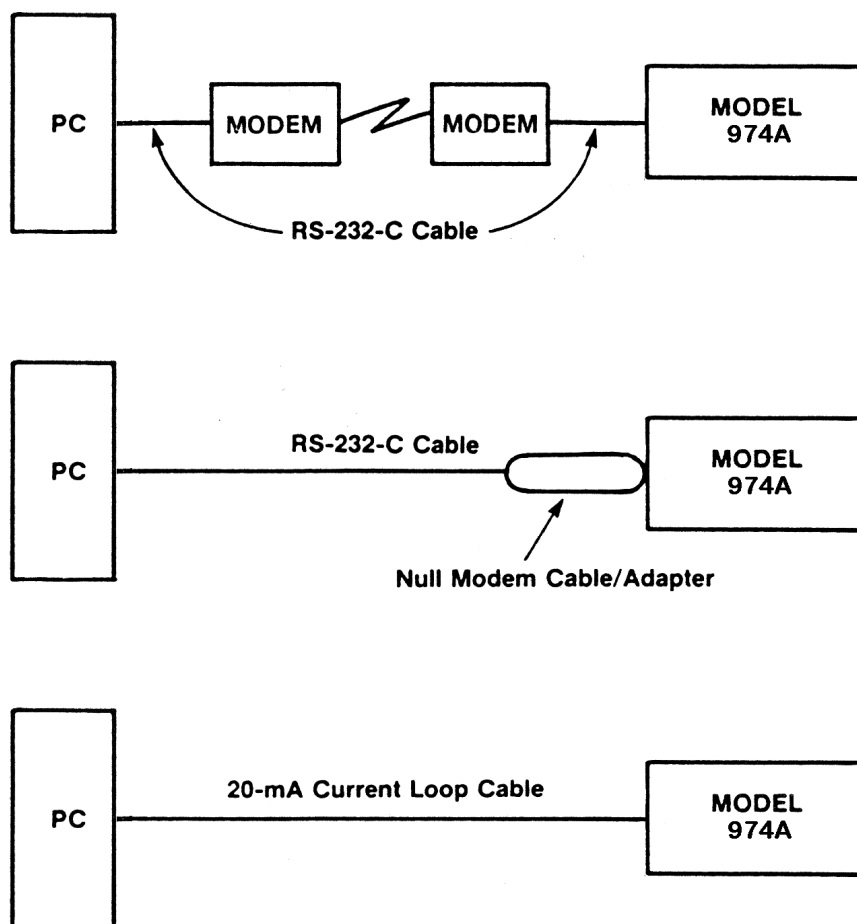 PC
MODEM
MODEM
MODEL
974A
RS-232-C Cable
PC
RS-232-C Cable
MODEL
974A
Null Modem Cable/Adapter
PC
20-mA Current Loop Cable
MODEL
974A